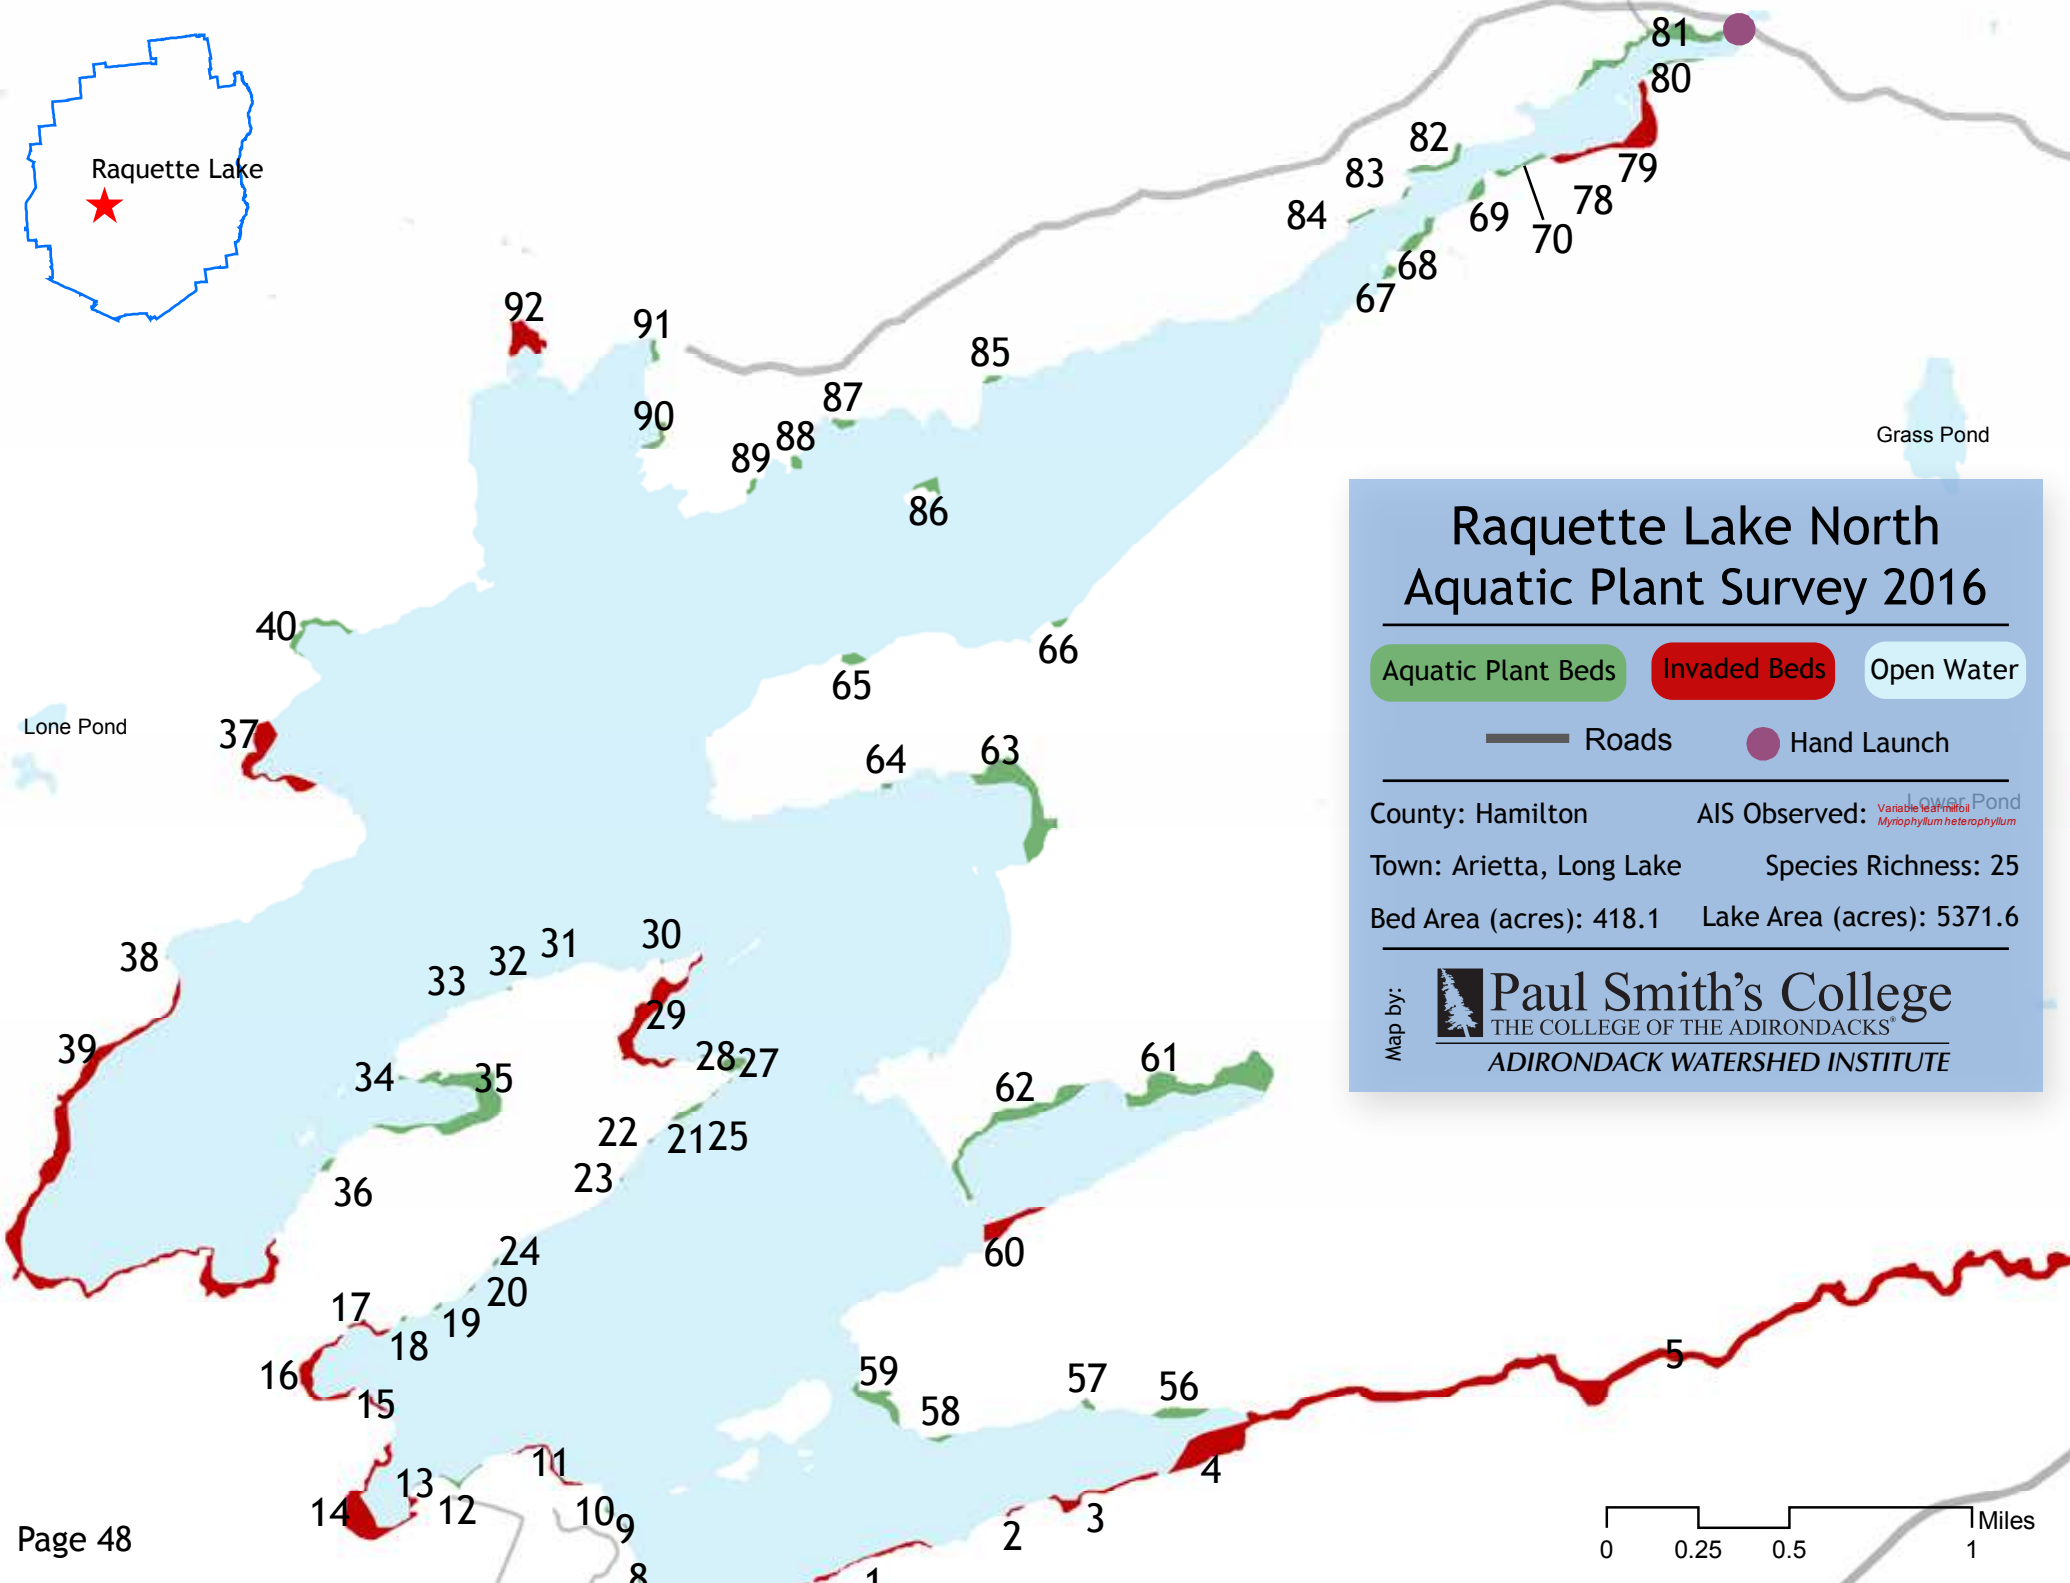 81
80
82
83
79
78
84
69
70
68
67
Raquette Lake
92
91
85
87
90
88
89
86
Grass Pond
Raquette Lake North
Aquatic Plant Survey 2016
Aquatic Plant Beds
Invaded Beds
Open Water
Roads
Hand Launch
Lower Pond
County: Hamilton
AIS Observed:
Variable leaf milfoil
Myriophyllum heterophyllum
Town: Arietta, Long Lake
Species Richness: 25
Bed Area (acres): 418.1
Lake Area (acres): 5371.6
Map by:
Paul Smith's College
THE COLLEGE OF THE ADIRONDACKS®
ADIRONDACK WATERSHED INSTITUTE
40
66
65
Lone Pond
37
64
63
38
33
32
31
30
29
39
34
35
28
27
61
62
22
21
25
23
36
24
60
20
17
19
18
16
15
59
57
56
58
5
11
4
13
14
12
10
9
3
2
8
1
Page 48
Miles
0
0.25
0.5
1